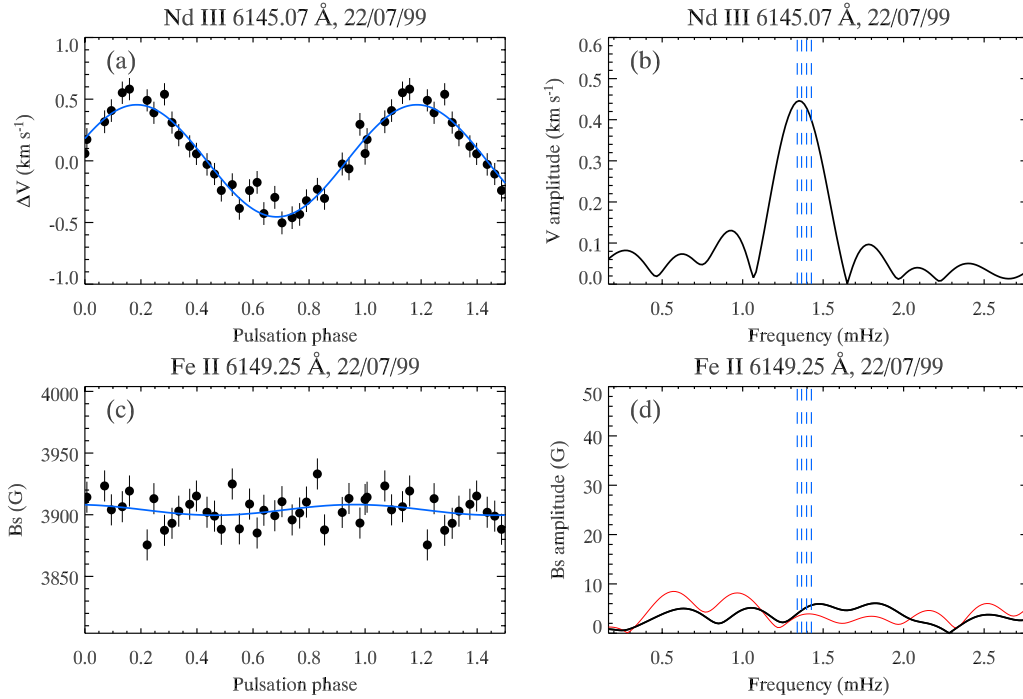 Nd III 6145.07 Å, 22/07/99
(a)
1.0
0.5
0.0
-0.5
-1.0
ΔV (km s-1)
0.0 0.2 0.4 0.6 0.8 1.0 1.2 1.4
Pulsation phase
Nd III 6145.07 Å, 22/07/99
(b)
0.6
0.5
0.4
0.3
0.2
0.1
0.0
V amplitude (km s-1)
0.5 1.0 1.5 2.0 2.5
Frequency (mHz)
Fe II 6149.25 Å, 22/07/99
(c)
4000
3950
3900
3850
Bs (G)
0.0 0.2 0.4 0.6 0.8 1.0 1.2 1.4
Pulsation phase
Fe II 6149.25 Å, 22/07/99
(d)
50
40
30
20
10
0
Bs amplitude (G)
0.5 1.0 1.5 2.0 2.5
Frequency (mHz)